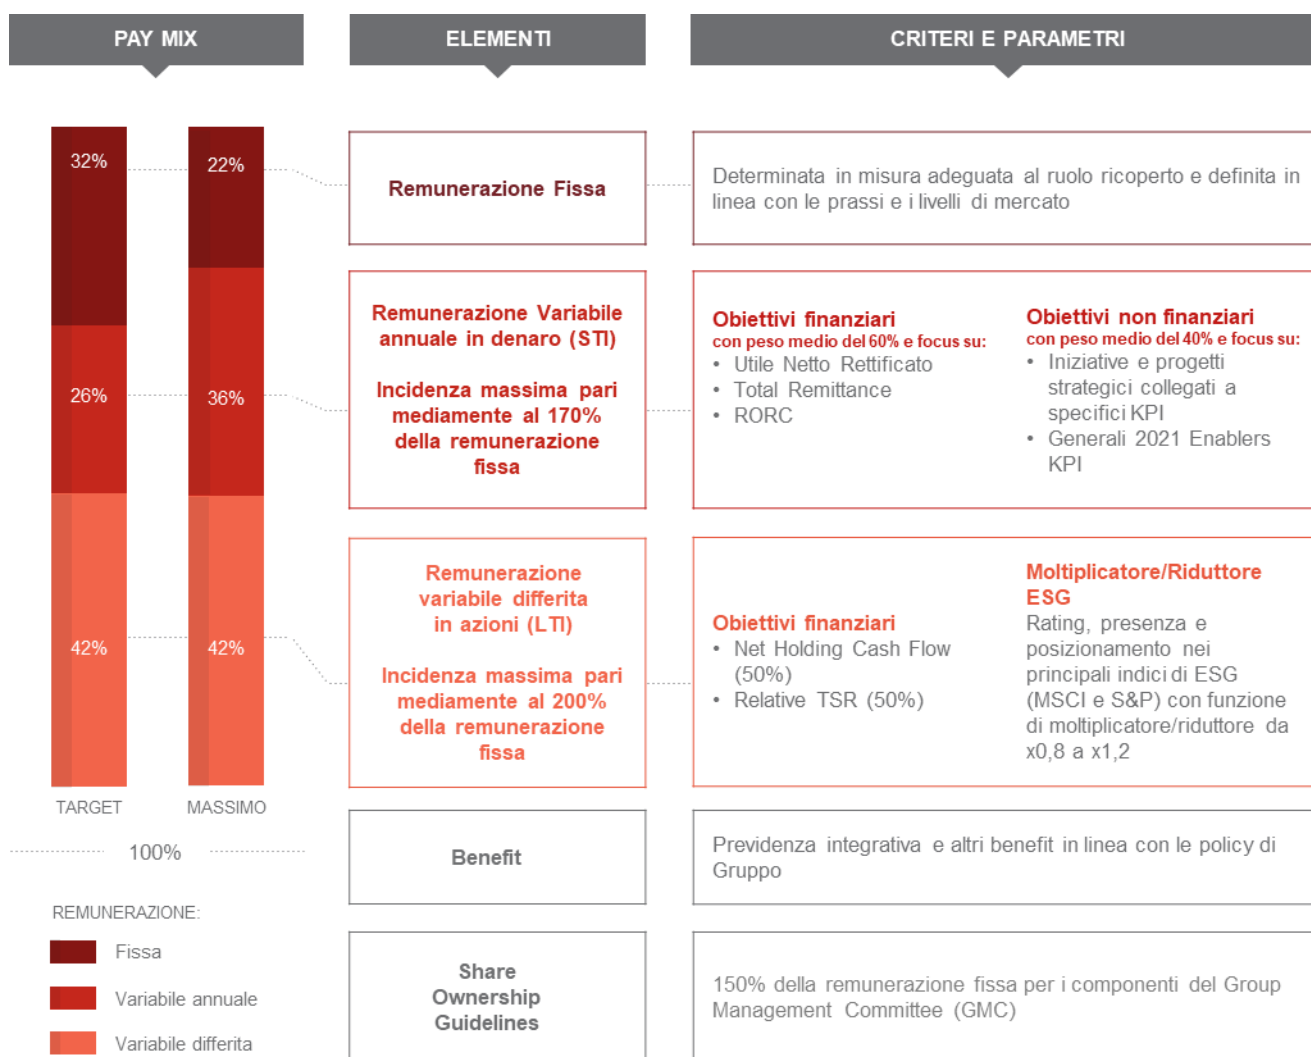 PAY MIX
ELEMENTI
CRITERI E PARAMETRI
32%
22%
26%
36%
42%
42%
TARGET
MASSIMO
100%
REMUNERAZIONE:
Fissa
Variabile annuale
Variabile differita
Remunerazione Fissa
Determinata in misura adeguata al ruolo ricoperto e definita in
linea con le prassi e i livelli di mercato
Remunerazione Variabile
annuale in denaro (STI)
Incidenza massima pari
mediamente al 170%
della remunerazione
fissa
Obiettivi finanziari
con peso medio del 60% e focus su:
• Utile Netto Rettificato
• Total Remittance
• RORC
Obiettivi non finanziari
con peso medio del 40% e focus su:
• Iniziative e progetti
strategici collegati a
specifici KPI
• Generali 2021 Enablers
KPI
Remunerazione
variabile differita
in azioni (LTI)
Incidenza massima pari
mediamente al 200%
della remunerazione
fissa
Obiettivi finanziari
• Net Holding Cash Flow
(50%)
• Relative TSR (50%)
Moltiplicatore/Riduttore
ESG
Rating, presenza e
posizionamento nei
principali indici di ESG
(MSCI e S&P) con funzione
di moltiplicatore/riduttore da
x0,8 a x1,2
Benefit
Previdenza integrativa e altri benefit in linea con le policy di
Gruppo
Share
Ownership
Guidelines
150% della remunerazione fissa per i componenti del Group
Management Committee (GMC)